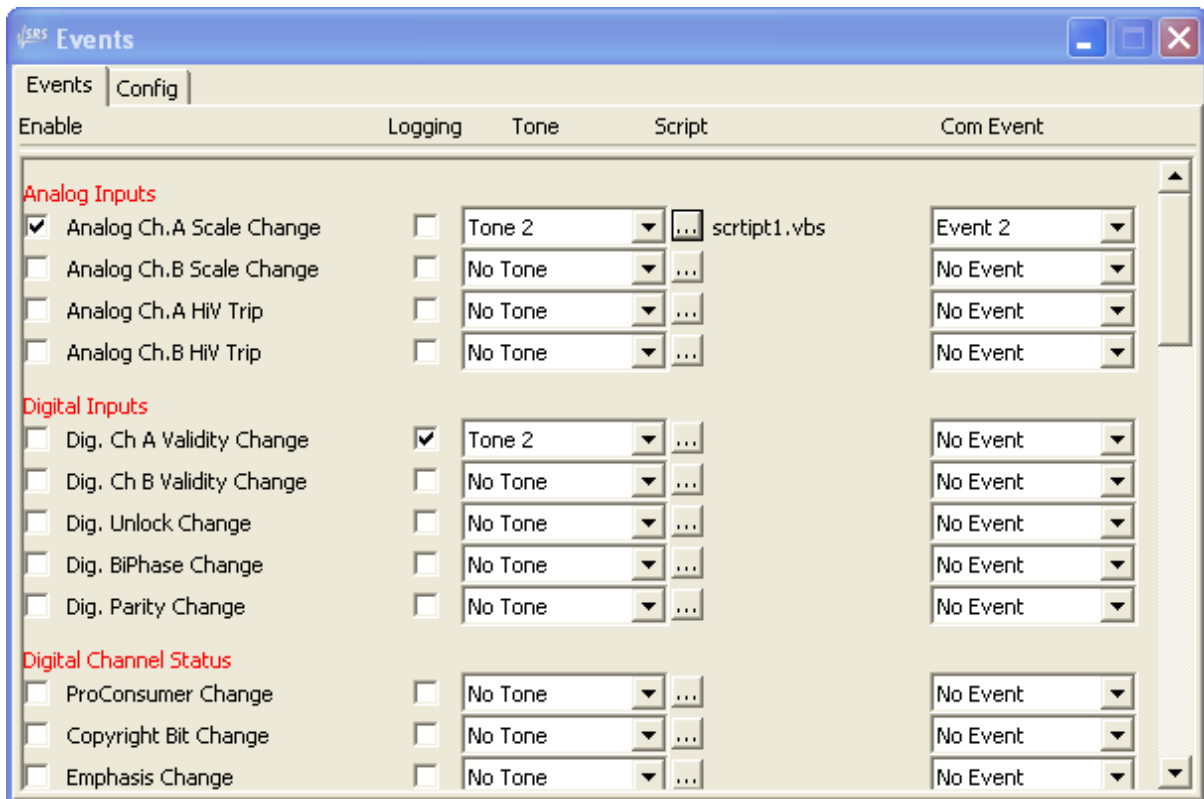 SRS Events
Events Config
Enable Logging Tone Script Com Event
Analog Inputs
Analog Ch.A Scale Change Tone 2 ... scrtipt1.vbs Event 2
Analog Ch.B Scale Change No Tone ... No Event
Analog Ch.A HiV Trip No Tone ... No Event
Analog Ch.B HiV Trip No Tone ... No Event
Digital Inputs
Dig. Ch A Validity Change Tone 2 ... No Event
Dig. Ch B Validity Change No Tone ... No Event
Dig. Unlock Change No Tone ... No Event
Dig. BiPhase Change No Tone ... No Event
Dig. Parity Change No Tone ... No Event
Digital Channel Status
ProConsumer Change No Tone ... No Event
Copyright Bit Change No Tone ... No Event
Emphasis Change No Tone ... No Event